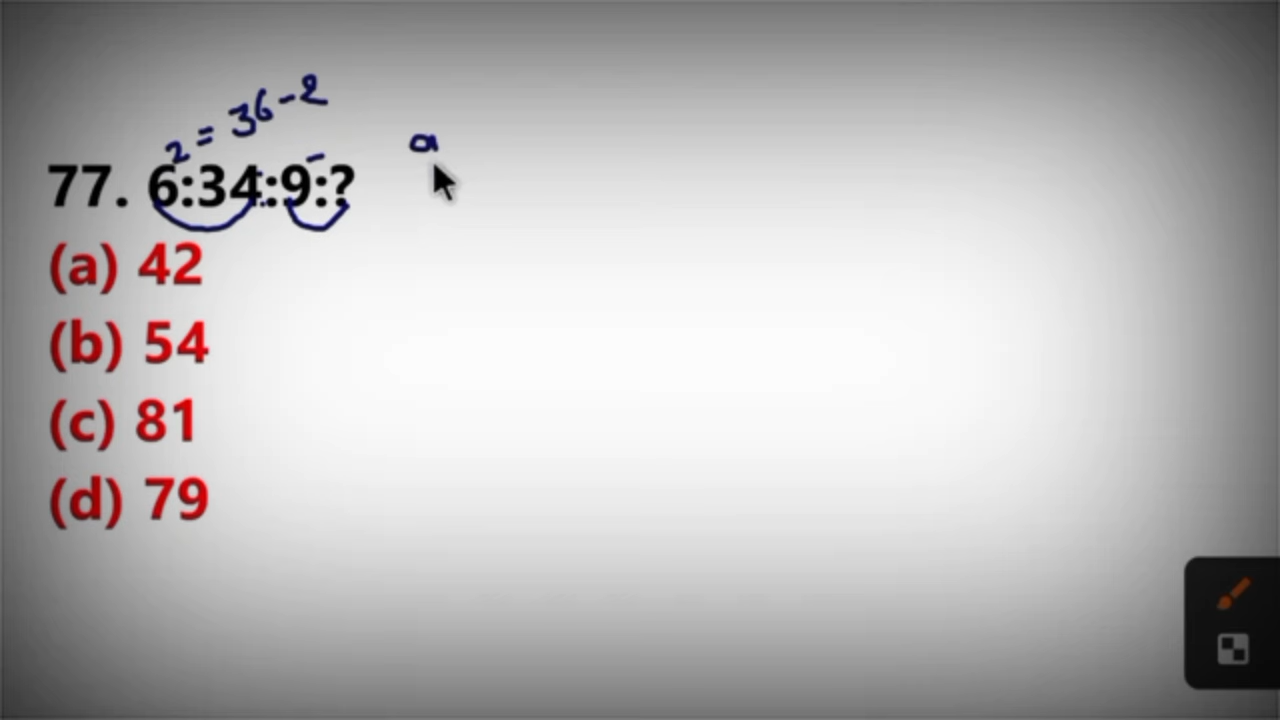 2 = 36-2
77. 6:34::9:?
(a) 42
(b) 54
(c) 81
(d) 79